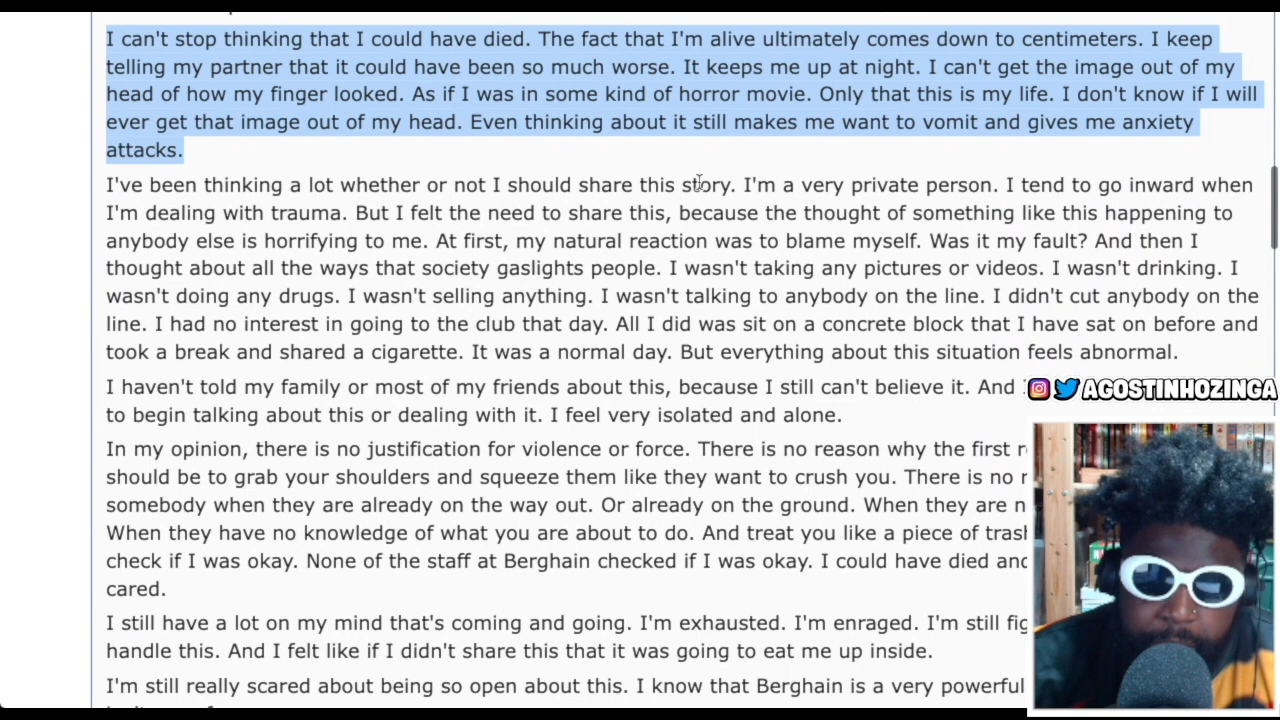 I can't stop thinking that I could have died. The fact that I'm alive ultimately comes down to centimeters. I keep
telling my partner that it could have been so much worse. It keeps me up at night. I can't get the image out of my
head of how my finger looked. As if I was in some kind of horror movie. Only that this is my life. I don't know if I will
ever get that image out of my head. Even thinking about it still makes me want to vomit and gives me anxiety
attacks.
I've been thinking a lot whether or not I should share this story. I'm a very private person. I tend to go inward when
I'm dealing with trauma. But I felt the need to share this, because the thought of something like this happening to
anybody else is horrifying to me. At first, my natural reaction was to blame myself. Was it my fault? And then I
thought about all the ways that society gaslights people. I wasn't taking any pictures or videos. I wasn't drinking. I
wasn't doing any drugs. I wasn't selling anything. I wasn't talking to anybody on the line. I didn't cut anybody on the
line. I had no interest in going to the club that day. All I did was sit on a concrete block that I have sat on before and
took a break and shared a cigarette. It was a normal day. But everything about this situation feels abnormal.
I haven't told my family or most of my friends about this, because I still can't believe it. And
AGOSTINHOZINGA
to begin talking about this or dealing with it. I feel very isolated and alone.
In my opinion, there is no justification for violence or force. There is no reason why the first
should be to grab your shoulders and squeeze them like they want to crush you. There is no
somebody when they are already on the way out. Or already on the ground. When they are
When they have no knowledge of what you are about to do. And treat you like a piece of
check if I was okay. None of the staff at Berghain checked if I was okay. I could have died
cared.
I still have a lot on my mind that's coming and going. I'm exhausted. I'm enraged. I'm still
handle this. And I felt like if I didn't share this that it was going to eat me up inside.
I'm still really scared about being so open about this. I know that Berghain is a very powerful